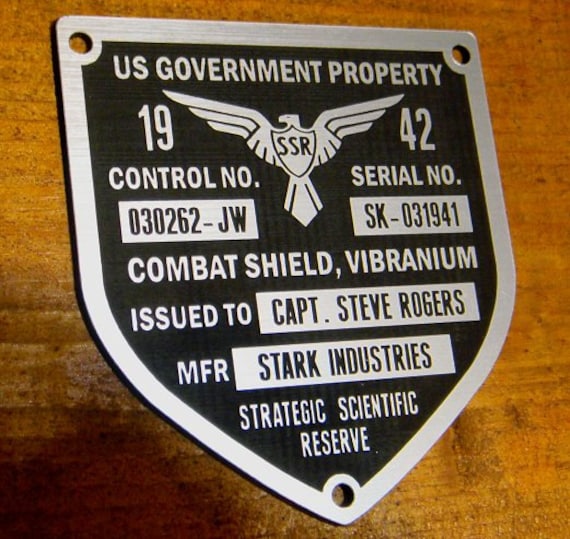 US GOVERNMENT PROPERTY
19 SSR 42
CONTROL NO. SERIAL NO.
030262-JW SK-031941
COMBAT SHIELD, VIBRANIUM
ISSUED TO CAPT. STEVE ROGERS
MFR STARK INDUSTRIES
STRATEGIC SCIENTIFIC
RESERVE